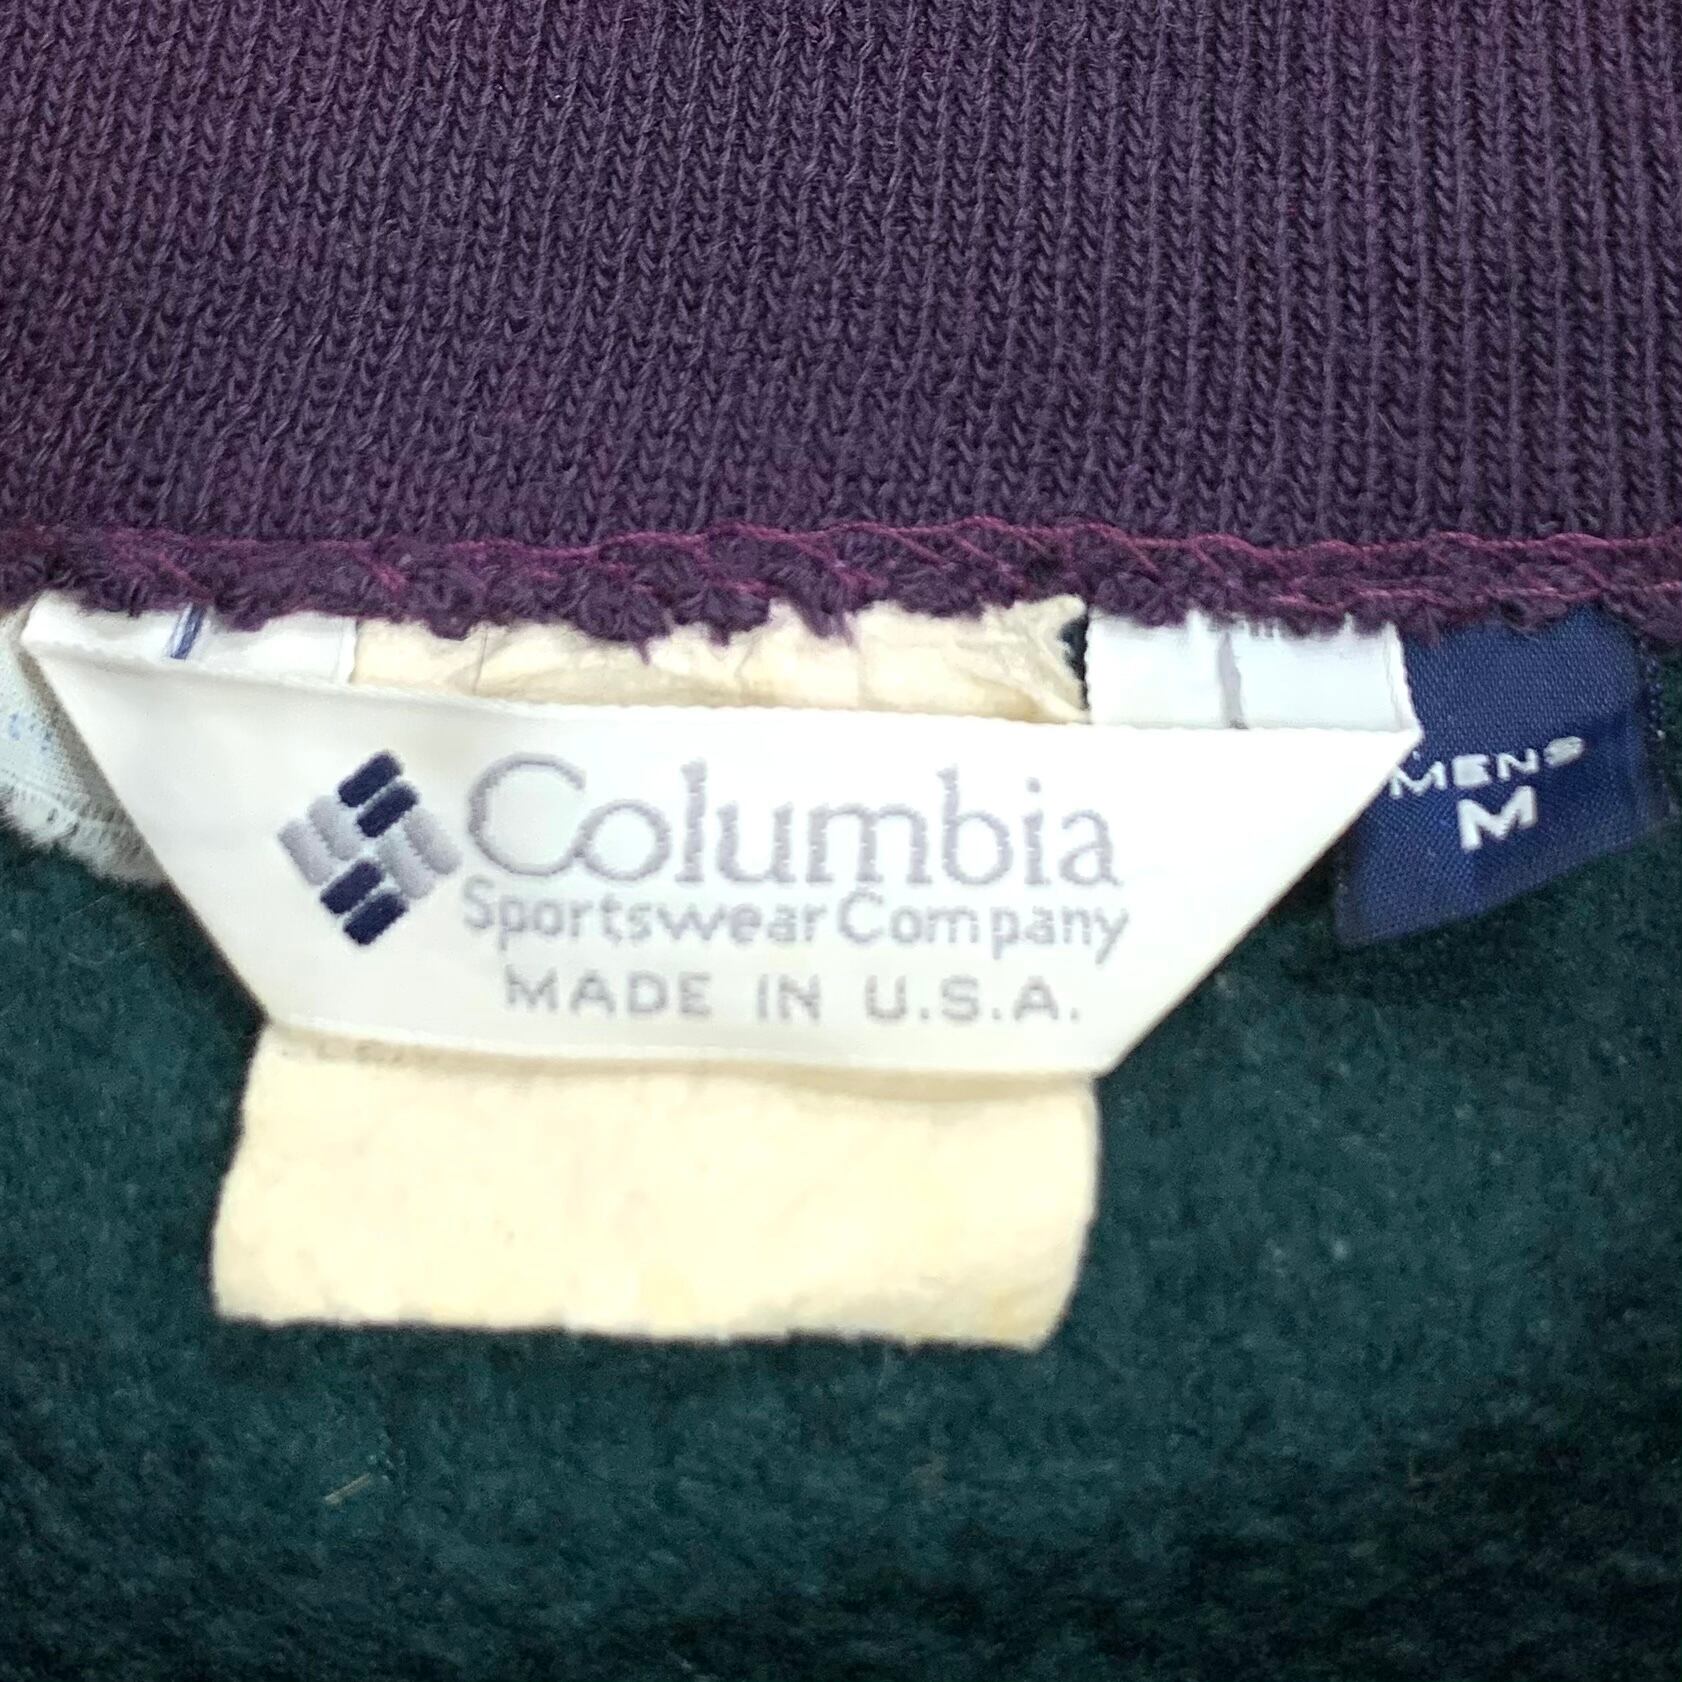 Columbia
Sportswear Company
MADE IN U.S.A.
MENS
M